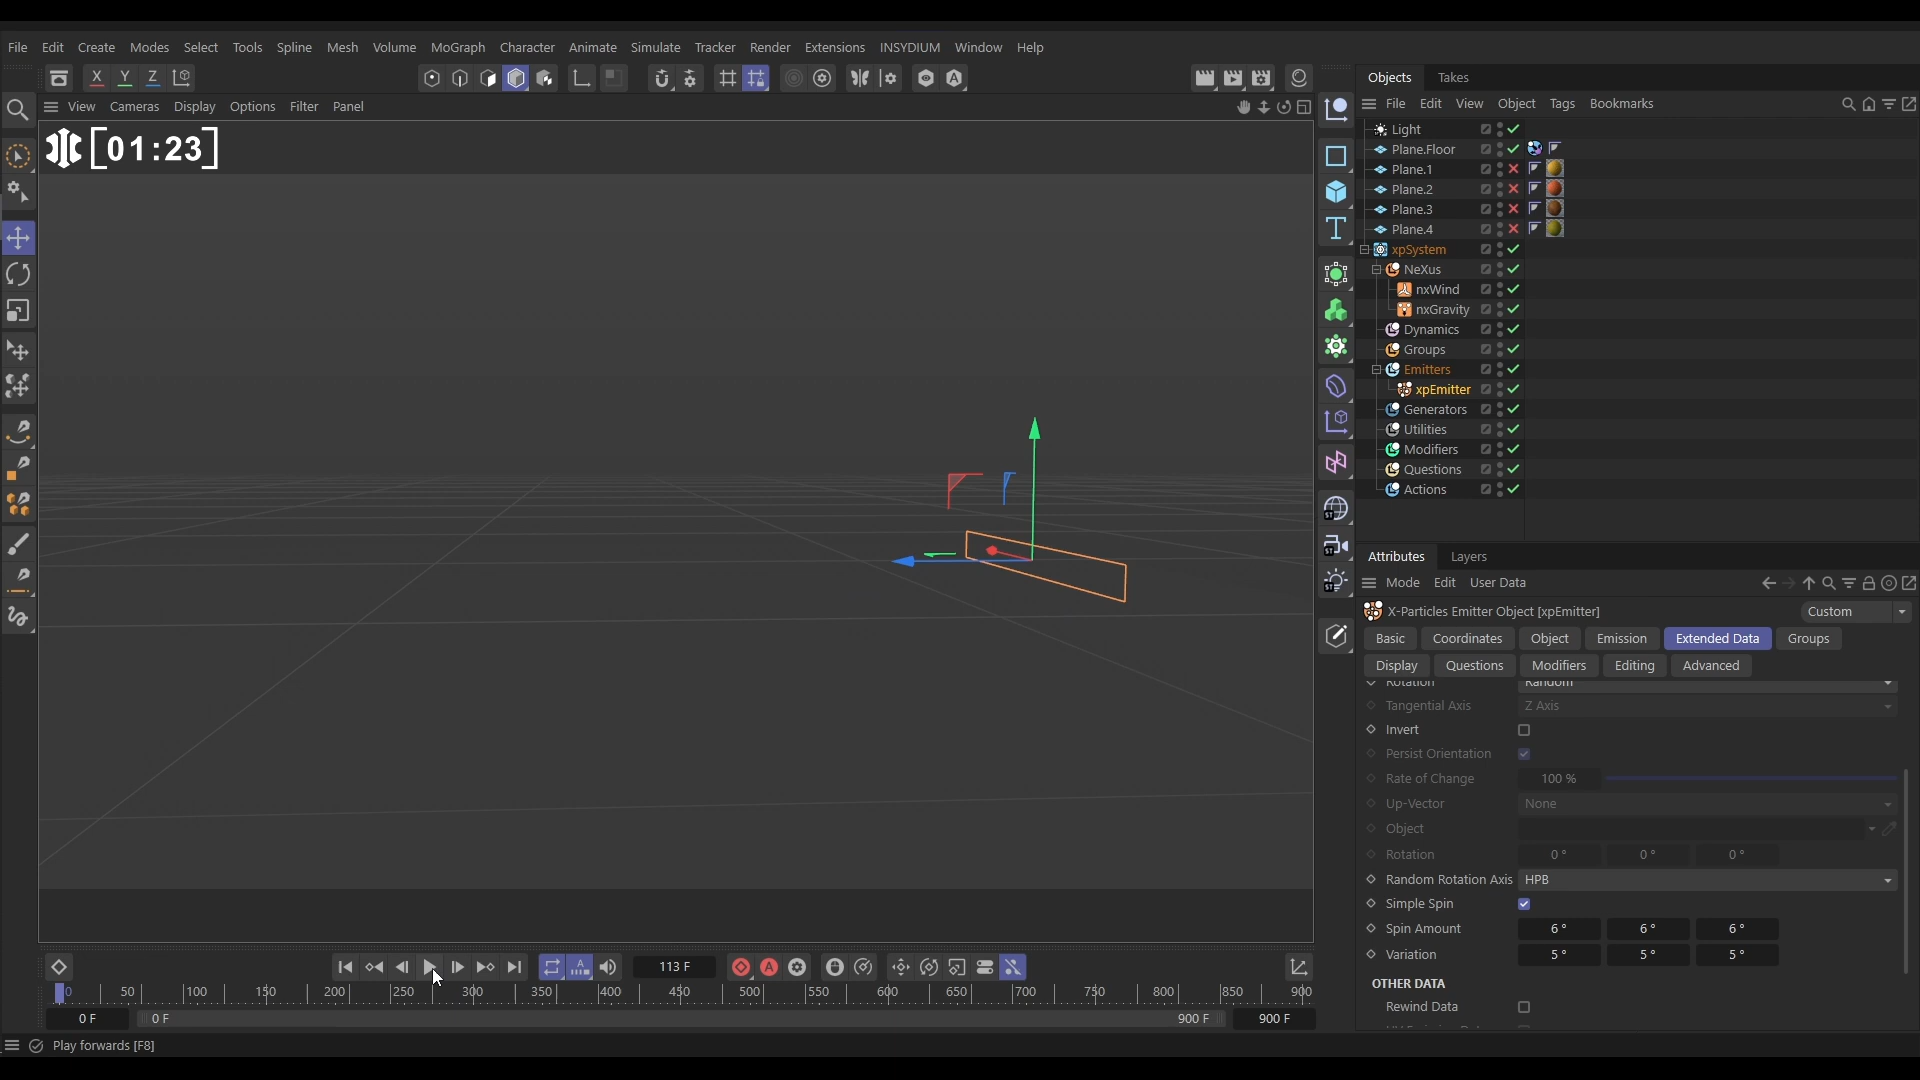 File Edit Create Modes Select Tools Spline Mesh Volume MoGraph Character Animate Simulate Tracker Render Extensions INSYDIUM Window Help
X Y Z
View Cameras Display Options Filter Panel
[01:23]
Objects Takes
File Edit View Object Tags Bookmarks
Light
Plane.Floor
Plane.1
Plane.2
Plane.3
Plane.4
xpSystem
NeXus
nxWind
nxGravity
Dynamics
Groups
Emitters
xpEmitter
Generators
Utilities
Modifiers
Questions
Actions
Attributes Layers
Mode Edit User Data
X-Particles Emitter Object [xpEmitter] Custom
Basic Coordinates Object Emission Extended Data Groups
Display Questions Modifiers Editing Advanced
Rotation Random
Tangential Axis Z Axis
Invert
Persist Orientation
Rate of Change 100 %
Up-Vector None
Object
Rotation 0 ° 0 ° 0 °
Random Rotation Axis HPB
Simple Spin
Spin Amount 6 ° 6 ° 6 °
Variation 5 ° 5 ° 5 °
OTHER DATA
Rewind Data
113 F
0 50 100 150 200 250 300 350 400 450 500 550 600 650 700 750 800 850 900
0 F 0 F 900 F 900 F
Play forwards [F8]